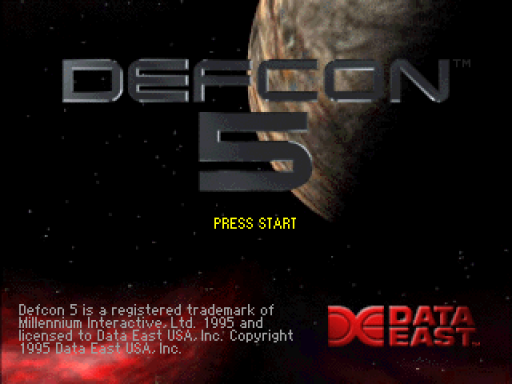 DEFCON™
5
PRESS START
Defcon 5 is a registered trademark of
Millennium Interactive, Ltd. 1995 and
licensed to Data East USA, Inc. Copyright
1995 Data East USA, Inc.
DATA
EAST™